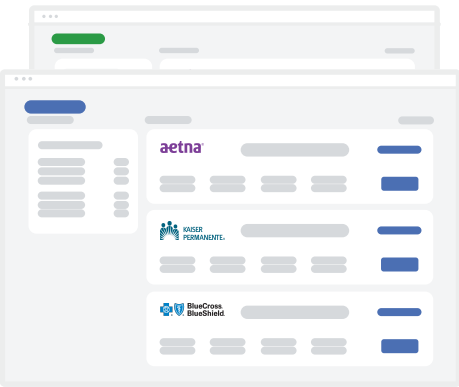 aetna
KAISER
PERMANENTE®
BlueCross
BlueShield